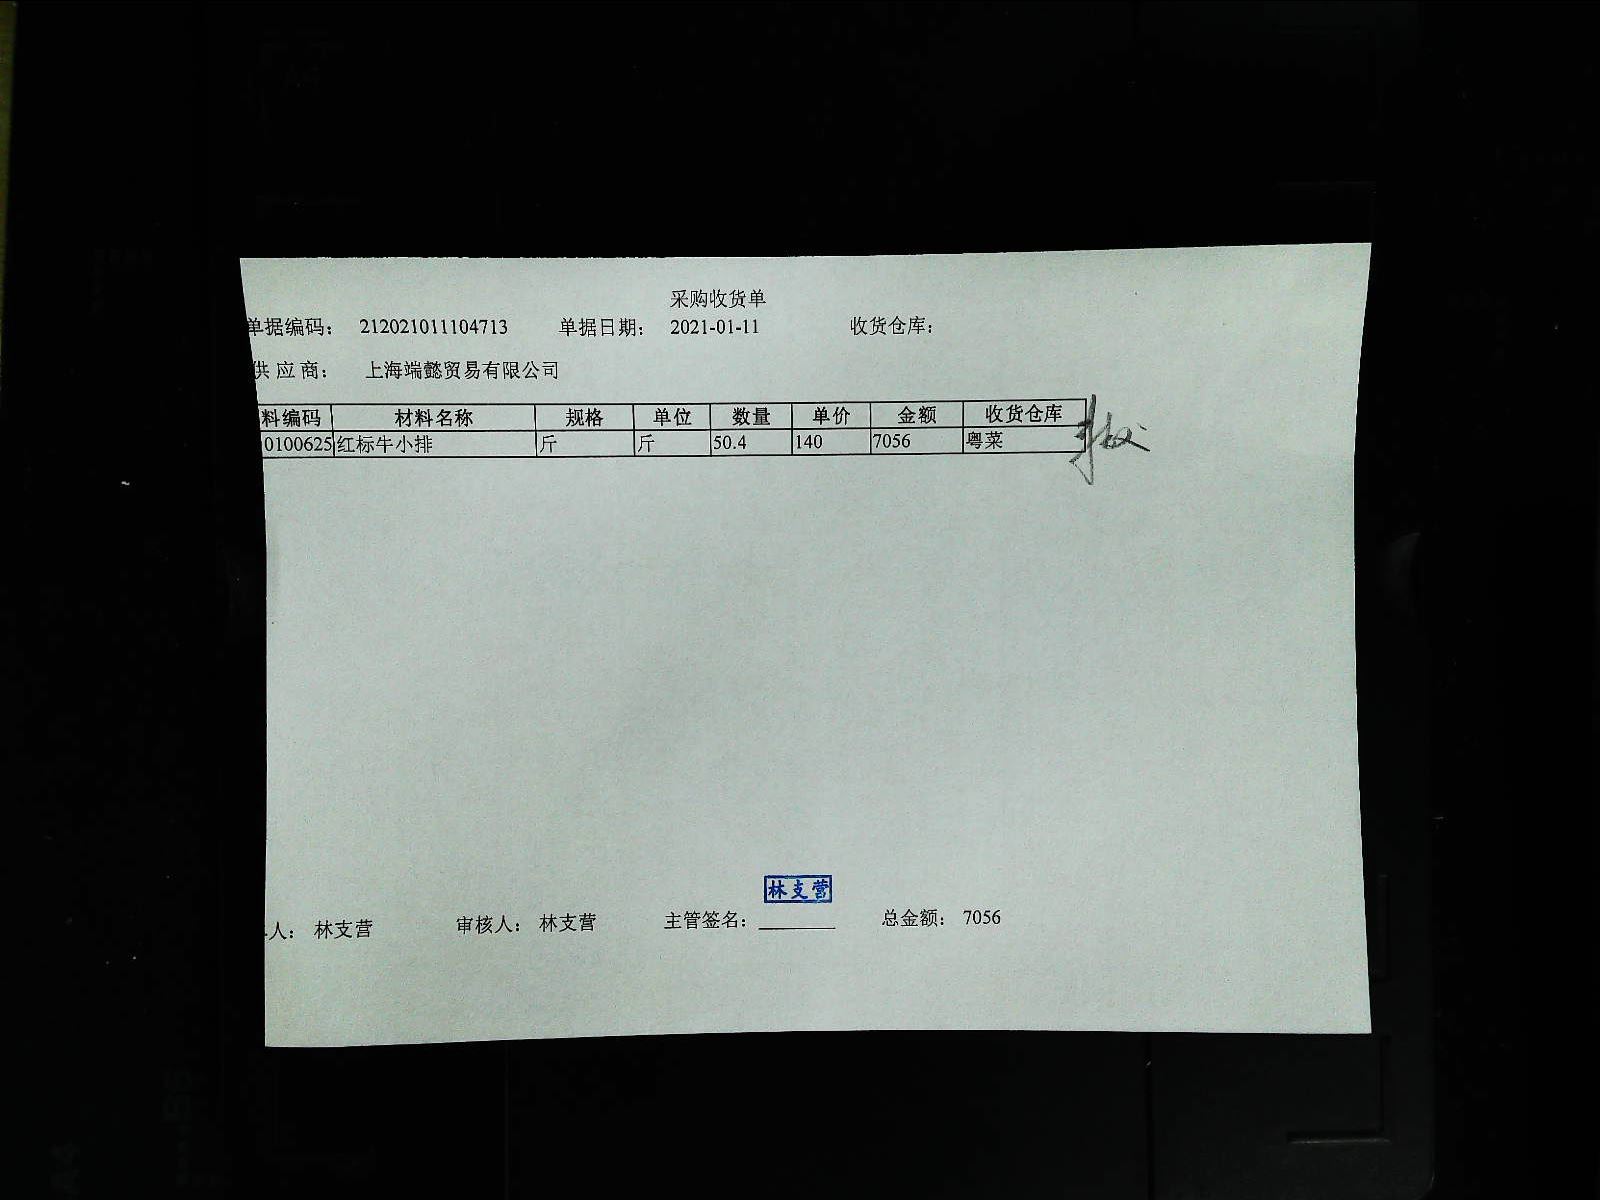 采购收货单
单据编码： 212021011104713 单据日期： 2021-01-11 收货仓库：
供 应 商： 上海端懿贸易有限公司
料编码 材料名称 规格 单位 数量 单价 金额 收货仓库
0100625 红标牛小排 斤 斤 50.4 140 7056 粤菜
林支营
人： 林支营 审核人： 林支营 主管签名： 总金额： 7056